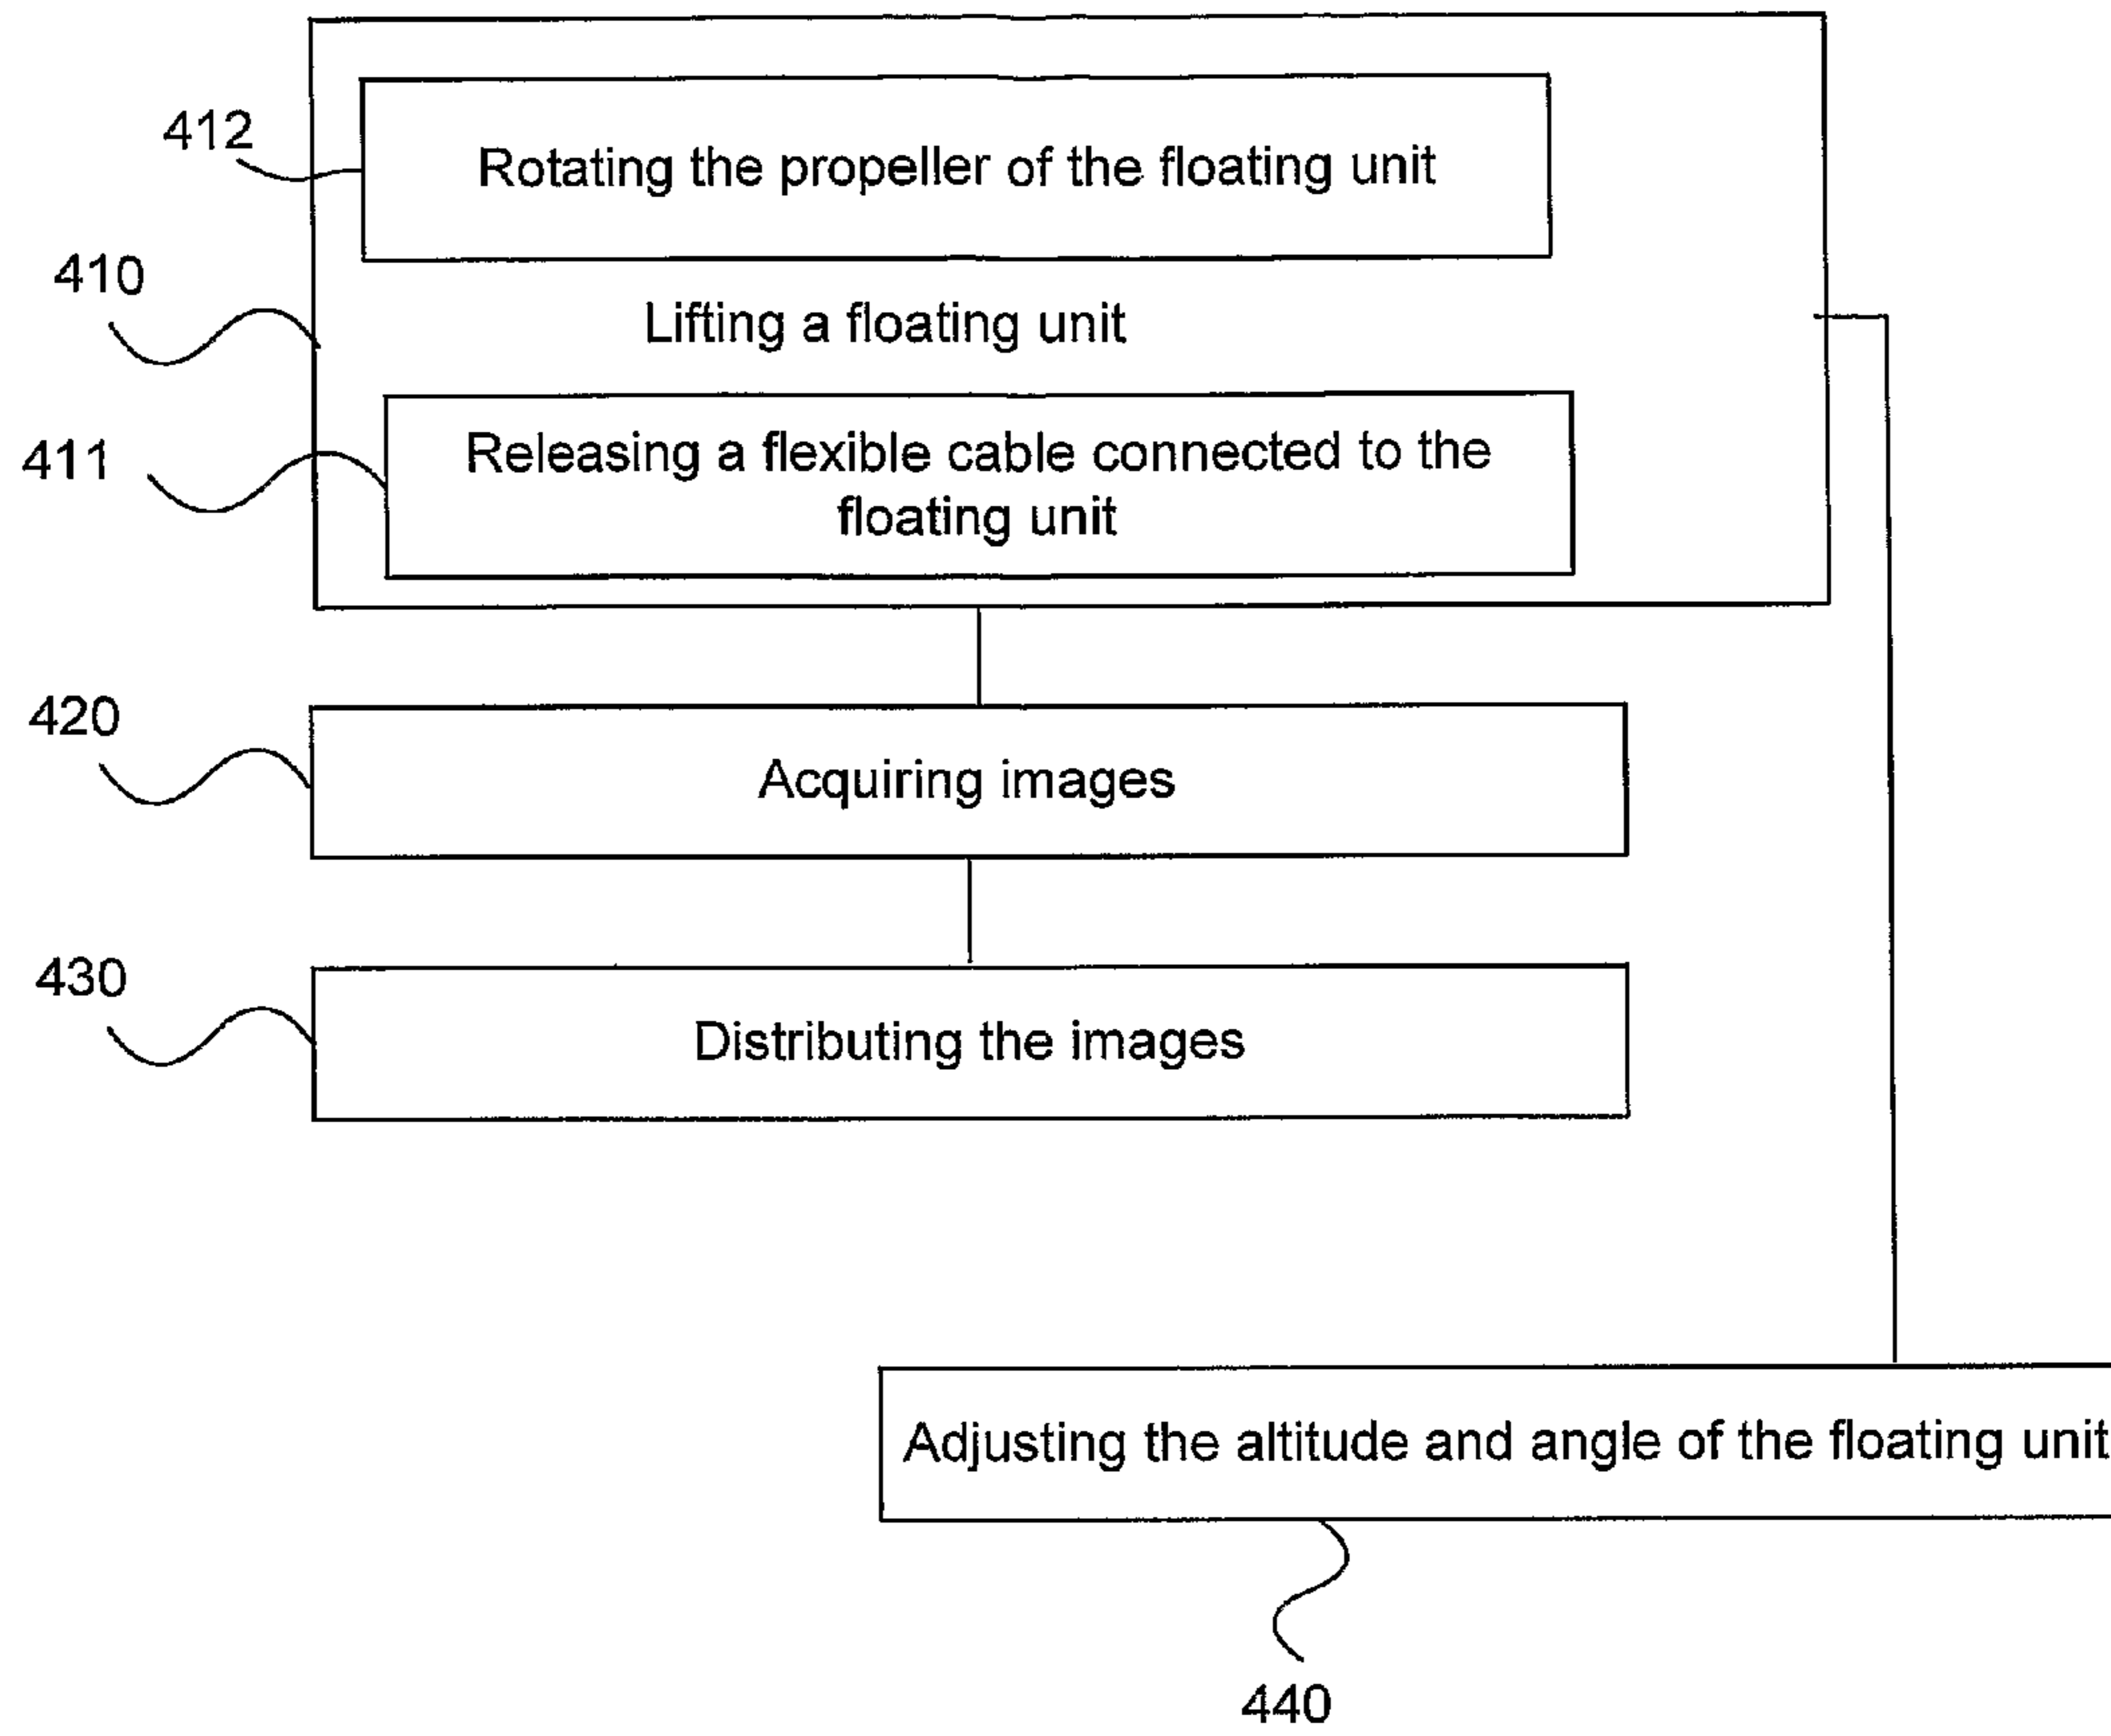 412
Rotating the propeller of the floating unit
410
Lifting a floating unit
411
Releasing a flexible cable connected to the
floating unit
420
Acquiring images
430
Distributing the images
Adjusting the altitude and angle of the floating unit
440